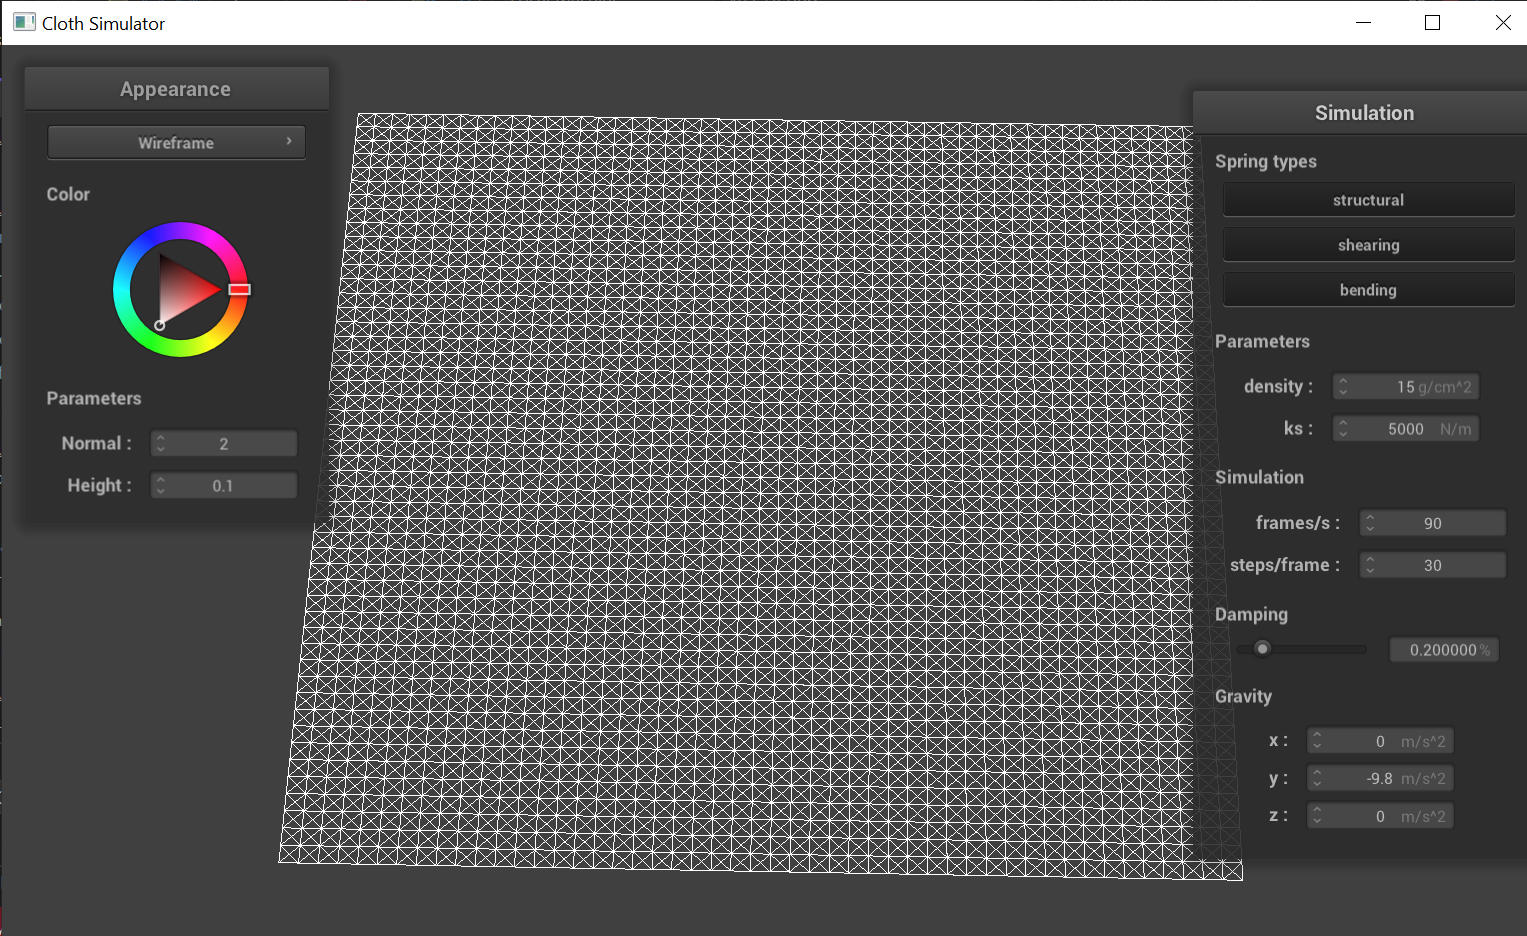 Cloth Simulator
Appearance
Wireframe
Color
Parameters
Normal : 2
Height : 0.1
Simulation
Spring types
structural
shearing
bending
Parameters
density : 15 g/cm^2
ks : 5000 N/m
Simulation
frames/s : 90
steps/frame : 30
Damping
0.200000 %
Gravity
x : 0 m/s^2
y : -9.8 m/s^2
z : 0 m/s^2